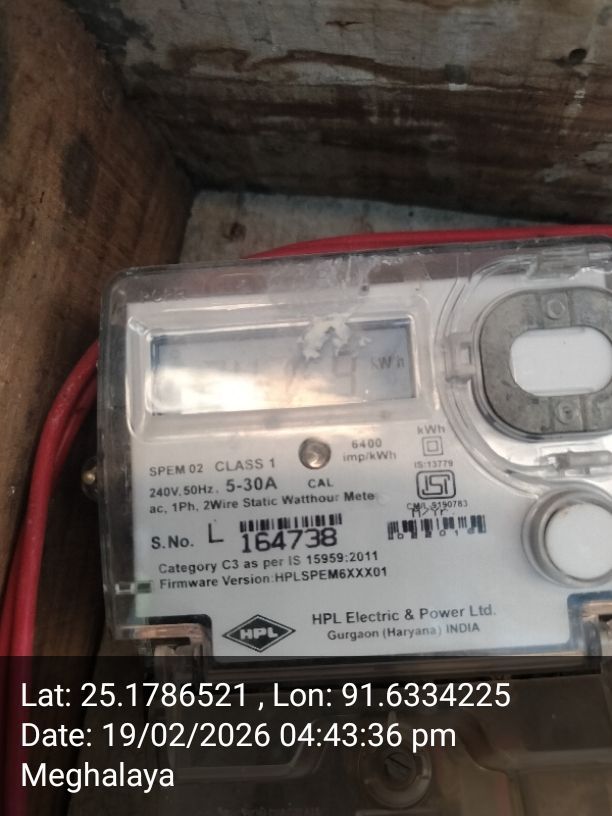 kWh
6400
imp/kWh
kWh
IS:13779
SPEM 02 CLASS 1
CAL
240V.50Hz, 5-30A
ac, 1Ph, 2Wire Static Watthour Mete
M/Yr.
S.No. L 164738
Category C3 as per IS 15959:2011
Firmware Version:HPLSPEM6XXX01
HPL
HPL Electric & Power Ltd.
Gurgaon (Haryana) INDIA
Lat: 25.1786521 , Lon: 91.6334225
Date: 19/02/2026 04:43:36 pm
Meghalaya